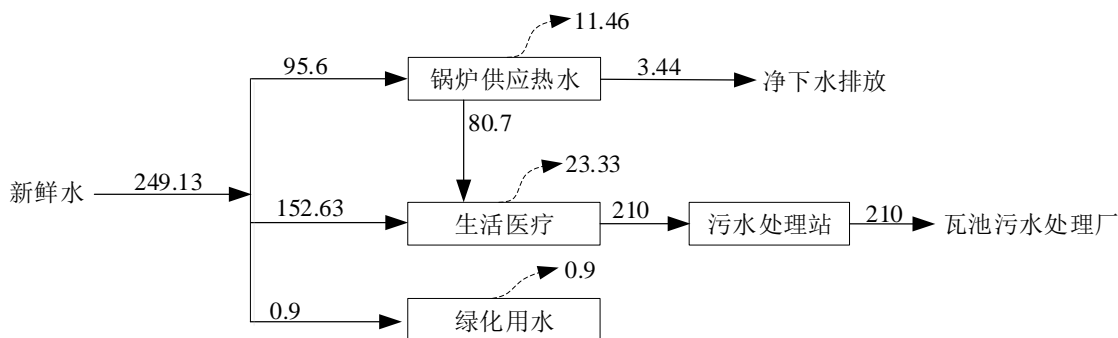 11.46
95.6
锅炉供应热水
3.44
净下水排放
80.7
23.33
新鲜水
249.13
152.63
生活医疗
210
污水处理站
210
瓦池污水处理厂
0.9
0.9
绿化用水